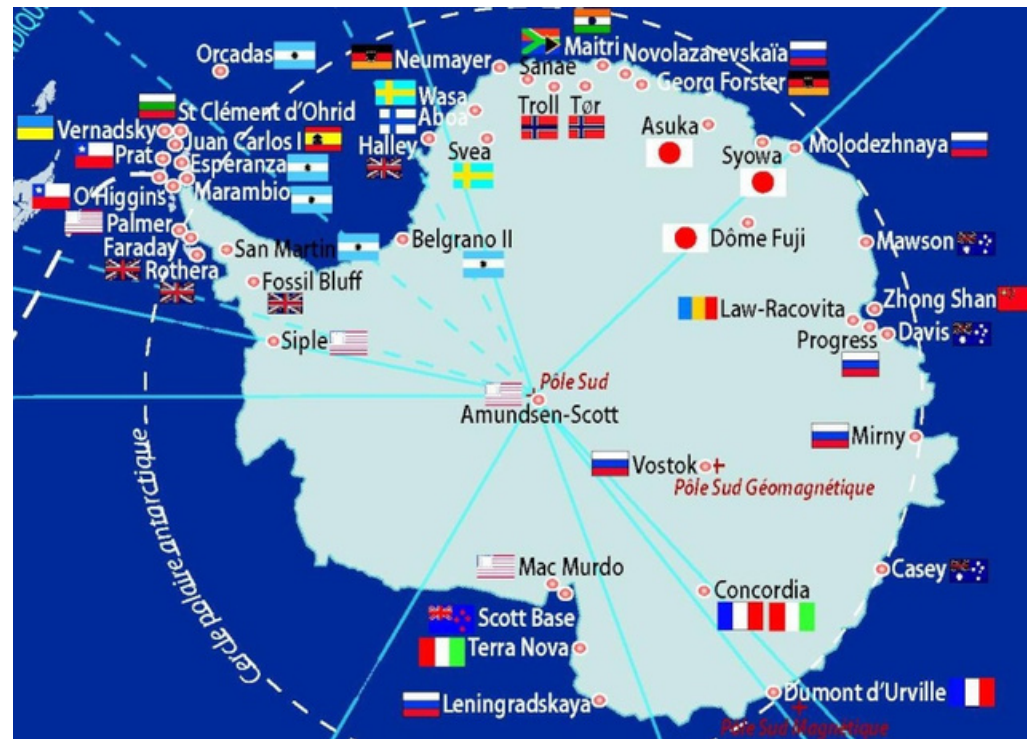 DIQUE
Orcadas
Neumayer
Sanae
Maitri
Novolazarevskaïa
Georg Forster
Wasa
Aboa
Troll
Tør
St Clément d'Ohrid
Vernadsky
Juan Carlos I
Halley
Svea
Asuka
Syowa
Molodezhnaya
Prat
Esperanza
O'Higgins
Marambio
Palmer
Faraday
Rothera
San Martin
Belgrano II
Dôme Fuji
Mawson
Fossil Bluff
Law-Racovita
Zhong Shan
Progress
Davis
Siple
Pôle Sud
Amundsen-Scott
Mirny
Vostok
Pôle Sud Géomagnétique
Cercle polaire antarctique
Mac Murdo
Scott Base
Terra Nova
Leningradskaya
Concordia
Casey
Dumont d'Urville
Pôle Sud Magnétique